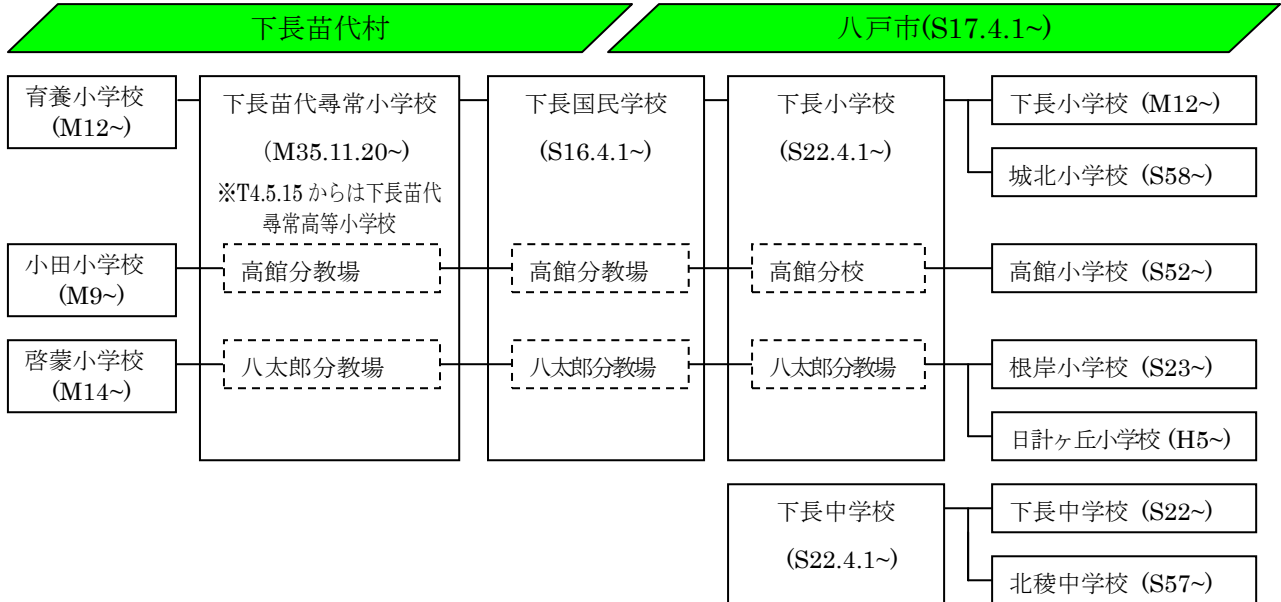 下長苗代村
八戸市(S17.4.1~)
育養小学校
(M12~)
下長苗代尋常小学校
(M35.11.20~)
※T4.5.15 からは下長苗代
尋常高等小学校
下長国民学校
(S16.4.1~)
下長小学校
(S22.4.1~)
下長小学校 (M12~)
城北小学校 (S58~)
小田小学校
(M9~)
高館分教場
高館分教場
高館分校
高館小学校 (S52~)
啓蒙小学校
(M14~)
八太郎分教場
八太郎分教場
八太郎分教場
根岸小学校 (S23~)
日計ヶ丘小学校 (H5~)
下長中学校
(S22.4.1~)
下長中学校 (S22~)
北稜中学校 (S57~)